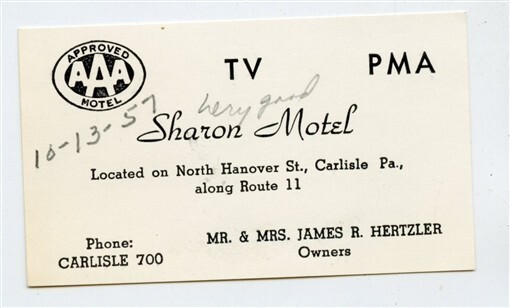 APPROVED
AAA
MOTEL
TV
PMA
10-13-57
very good
Sharon Motel
Located on North Hanover St., Carlisle Pa.,
along Route 11
Phone:
CARLISLE 700
MR. & MRS. JAMES R. HERTZLER
Owners